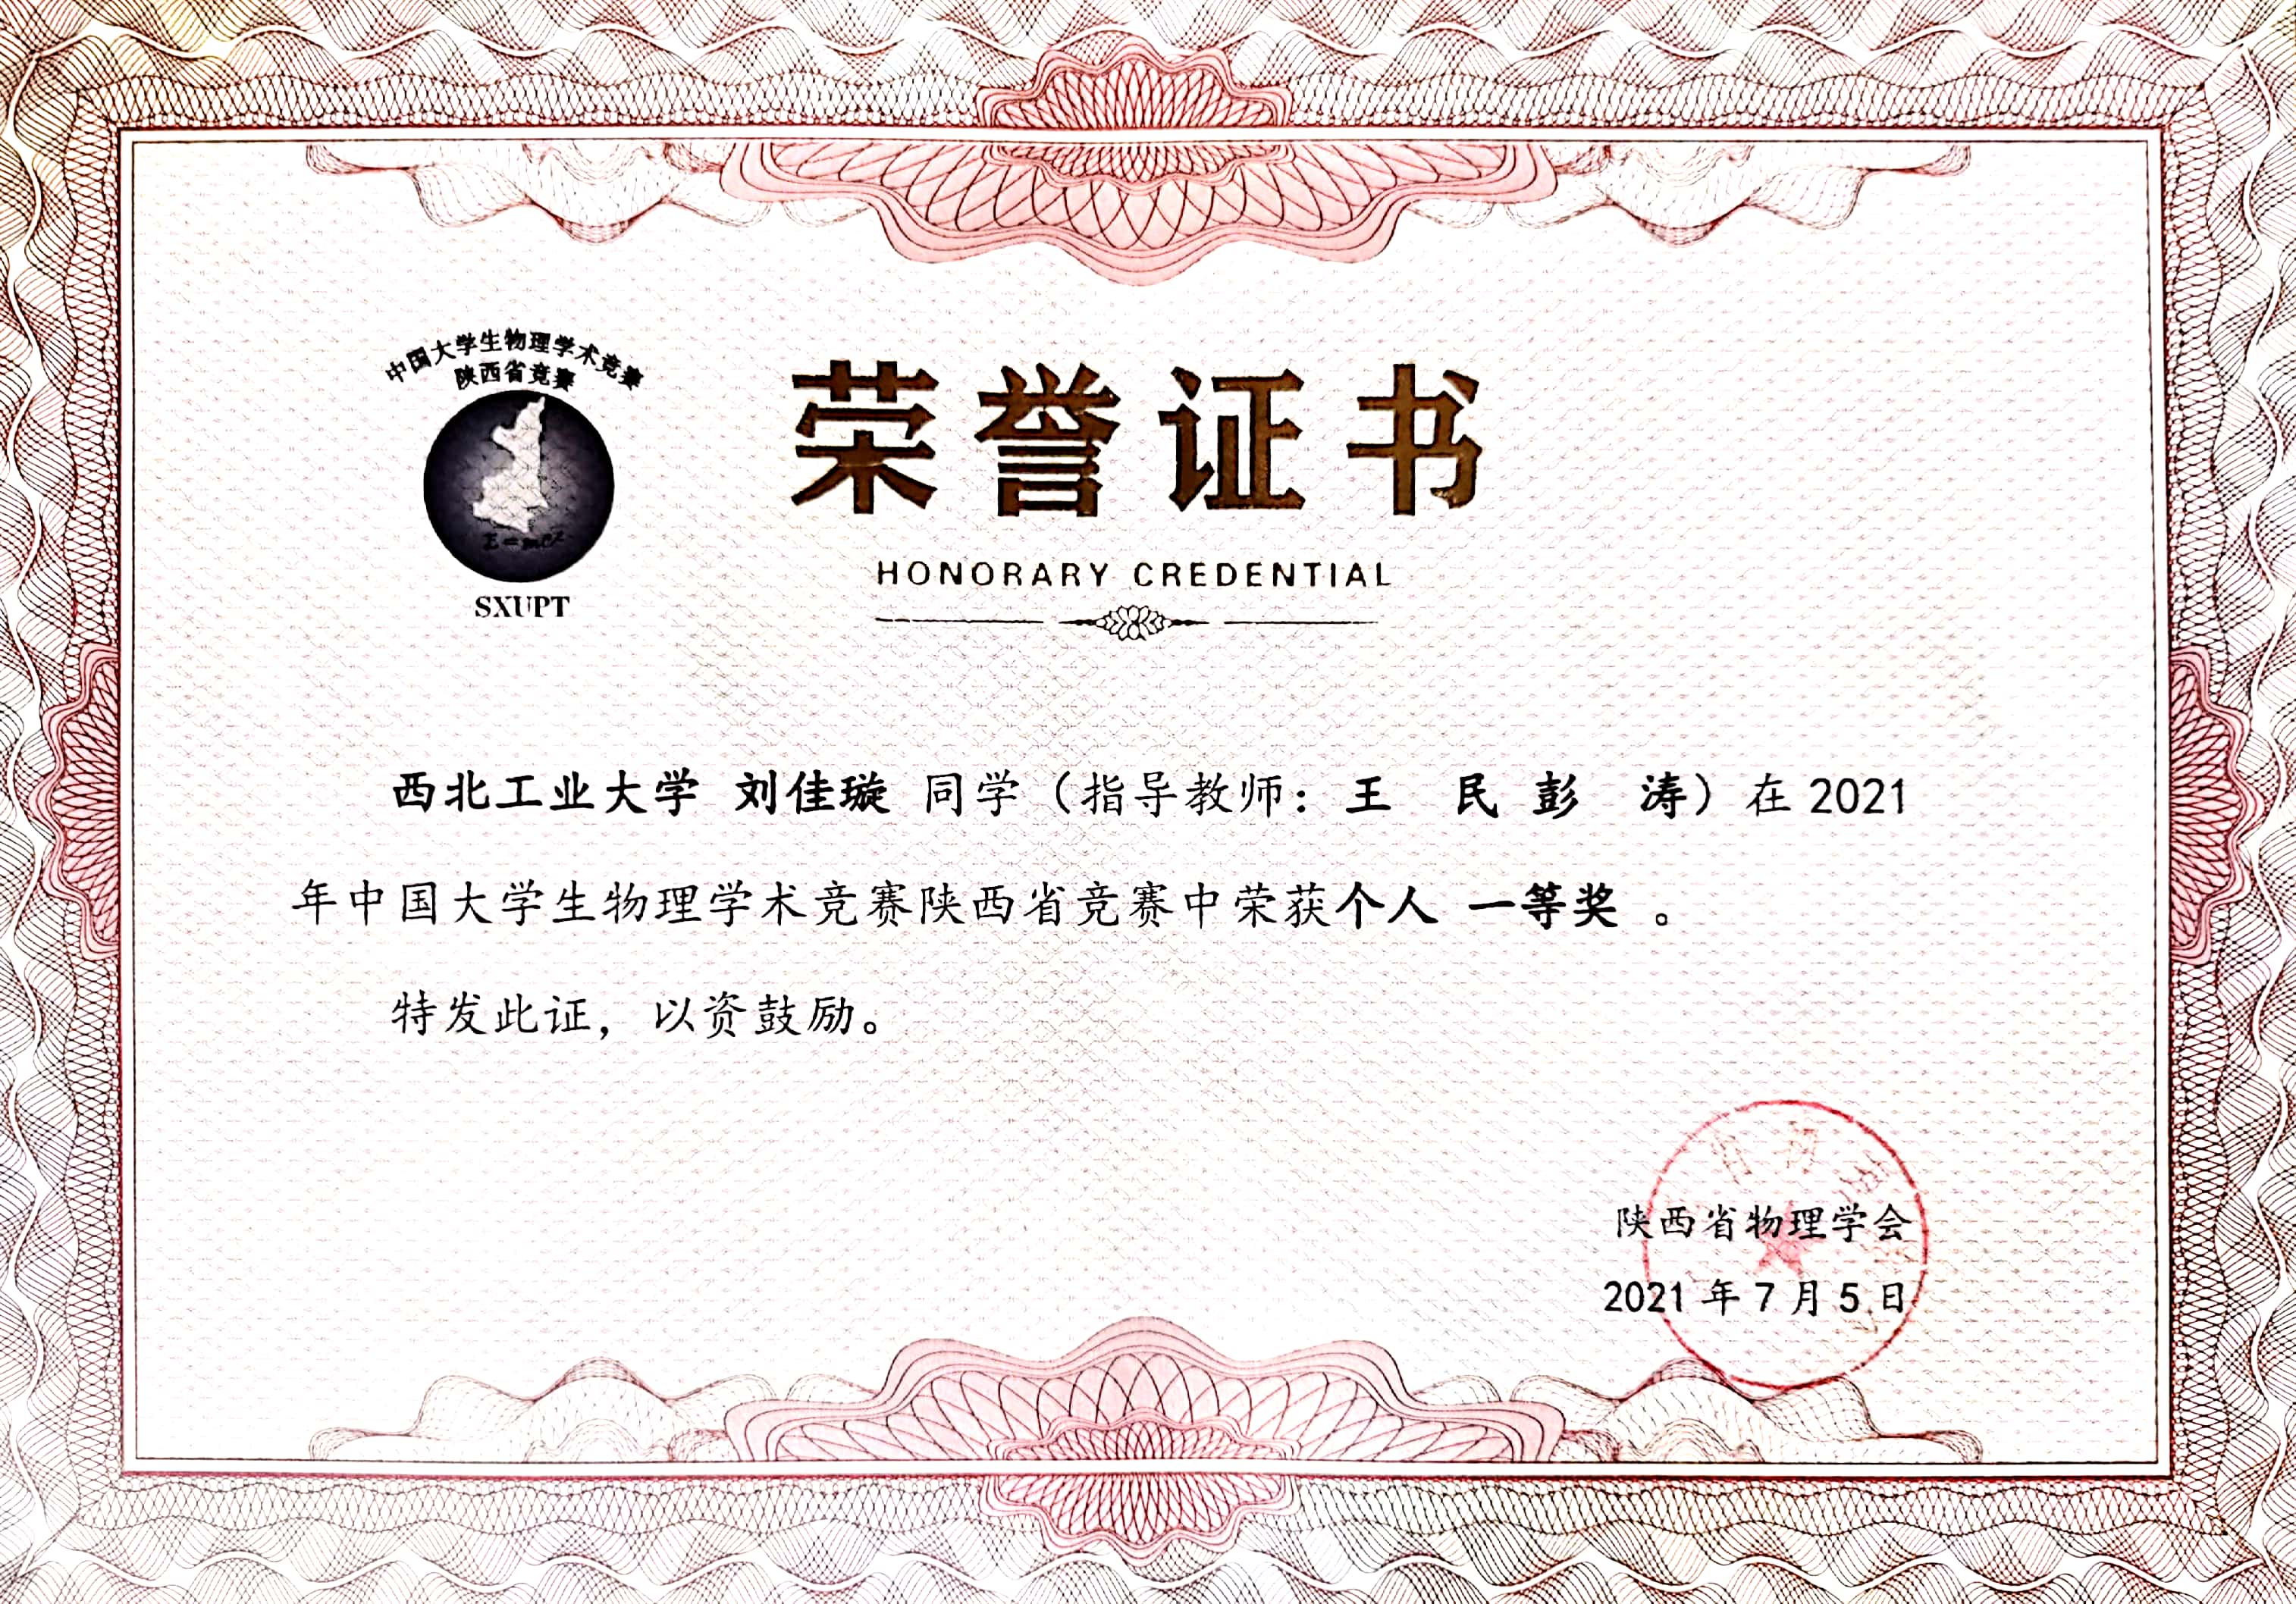 中国大学生物理学术竞赛
陕西省竞赛
E=mc²
SXUPT
荣誉证书
HONORARY CREDENTIAL
西北工业大学 刘佳璇 同学（指导教师：王 民 彭 涛）在 2021
年中国大学生物理学术竞赛陕西省竞赛中荣获个人 一等奖 。
特发此证，以资鼓励。
陕西省物理学会
2021 年 7 月 5 日